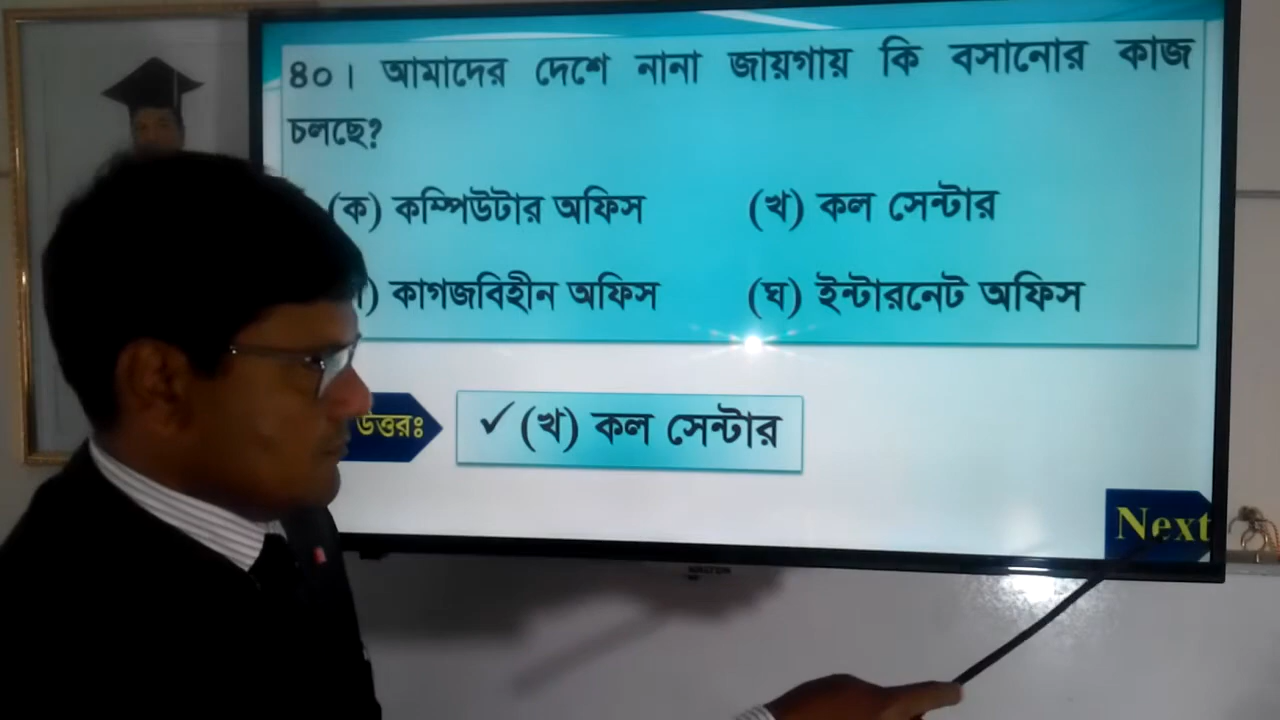 ৪০। আমাদের দেশে নানা জায়গায় কি বসানোর কাজ
চলছে?
(ক) কম্পিউটার অফিস (খ) কল সেন্টার
) কাগজবিহীন অফিস (ঘ) ইন্টারনেট অফিস
উত্তরঃ ✓(খ) কল সেন্টার
Next